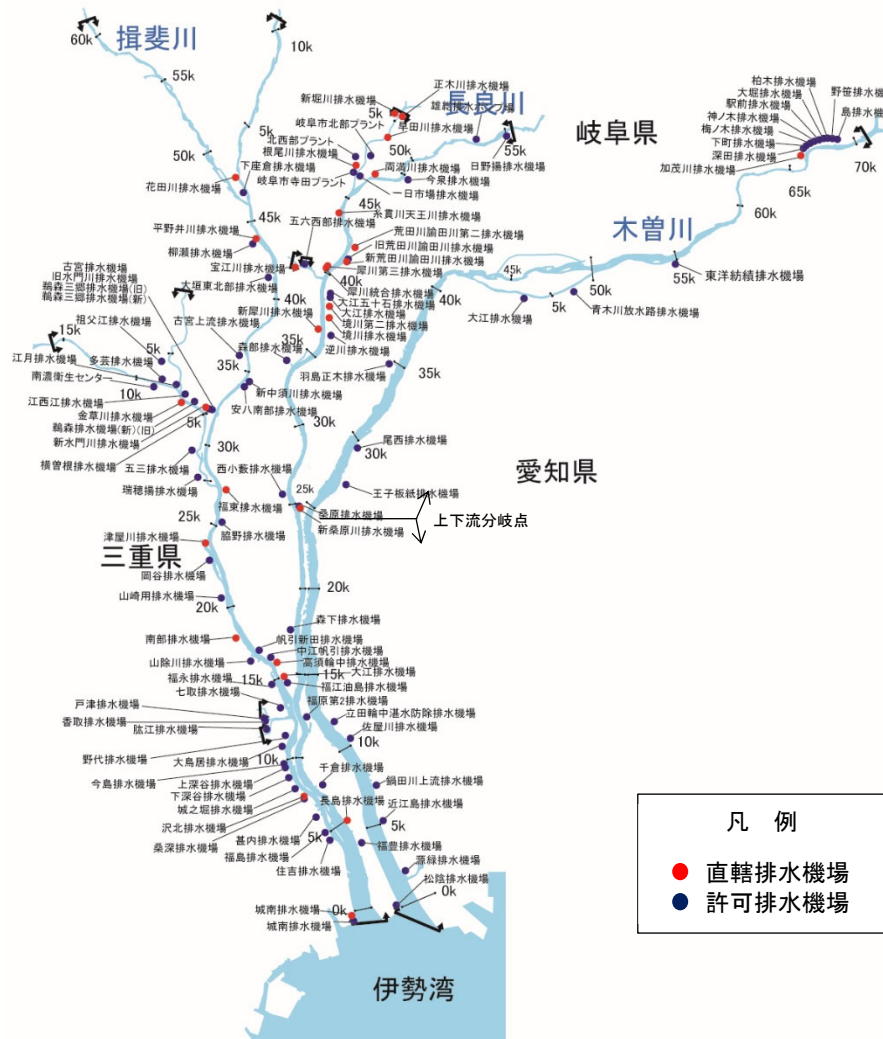 60k
揖斐川
10k
55k
5k
新堀川排水機場
正木川排水機場
長良川
5k
早田川排水機場
岐阜市北部プラント
北西部プラント
根尾川排水機場
50k
50k
下座倉排水機場
岐阜市寺田プラント
両満川排水機場
55k
日野揚排水機場
今泉排水機場
一日市場排水機場
花田川排水機場
45k
岐阜県
柏木排水機場
大堀排水機場
駅前排水機場
神ノ木排水機場
梅ノ木排水機場
下町排水機場
深田排水機場
加茂川排水機場
野笹排水機場
島排水機場
70k
65k
60k
木曽川
糸貫川天王川排水機場
五六西部排水機場
荒田川論田川第二排水機場
旧荒田川論田川排水機場
新荒田川論田川排水機場
45k
平野井川排水機場
柳瀬排水機場
宝江川排水機場
犀川第三排水機場
40k
45k
50k
55k
東洋紡績排水機場
40k
古宮排水機場
旧水門川排水機場
鵜森三郷排水機場(旧)
鵜森三郷排水機場(新)
大垣東北部排水機場
40k
新犀川排水機場
犀川統合排水機場
大江五十石排水機場
大江排水機場
境川第二排水機場
境川排水機場
大江排水機場
5k
青木川放水路排水機場
祖父江排水機場
古宮上流排水機場
15k
35k
逆川排水機場
5k
江月排水機場
多芸排水機場
35k
森部排水機場
羽島正木排水機場
35k
南濃衛生センター
10k
新中須川排水機場
江西江排水機場
安八南部排水機場
金草川排水機場
5k
鵜森排水機場(新)(旧)
新水門川排水機場
30k
30k
尾西排水機場
30k
横曽根排水機場
五三排水機場
西小薮排水機場
愛知県
瑞穂揚排水機場
25k
王子板紙排水機場
福東排水機場
桑原排水機場
新桑原川排水機場
上下流分岐点
25k
脇野排水機場
津屋川排水機場
三重県
岡谷排水機場
20k
山崎用排水機場
20k
森下排水機場
南部排水機場
帆引新田排水機場
中江帆引排水機場
山除川排水機場
高須輪中排水機場
福永排水機場
15k
15k
大江排水機場
七取排水機場
福江油島排水機場
戸津排水機場
福原第2排水機場
香取排水機場
立田輪中湛水防除排水機場
肱江排水機場
佐屋川排水機場
野代排水機場
10k
大鳥居排水機場
10k
今島排水機場
千倉排水機場
上深谷排水機場
鍋田川上流排水機場
下深谷排水機場
城之堀排水機場
長島排水機場
近江島排水機場
沢北排水機場
5k
桑深排水機場
甚内排水機場
5k
福島排水機場
福豊排水機場
住吉排水機場
源緑排水機場
松陰排水機場
0k
城南排水機場
0k
城南排水機場
伊勢湾
凡 例
直轄排水機場
許可排水機場